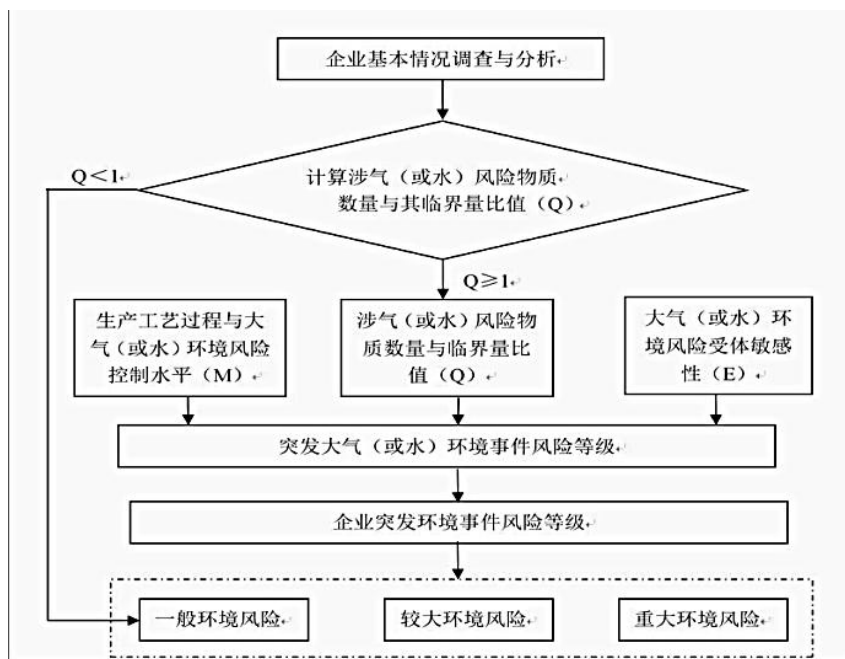 企业基本情况调查与分析
Q＜1
计算涉气（或水）风险物质
数量与其临界量比值（Q）
Q≥1
生产工艺过程与大
气（或水）环境风险
控制水平（M）
涉气（或水）风险物
质数量与临界量比
值（Q）
大气（或水）环
境风险受体敏感
性（E）
突发大气（或水）环境事件风险等级
企业突发环境事件风险等级
一般环境风险
较大环境风险
重大环境风险